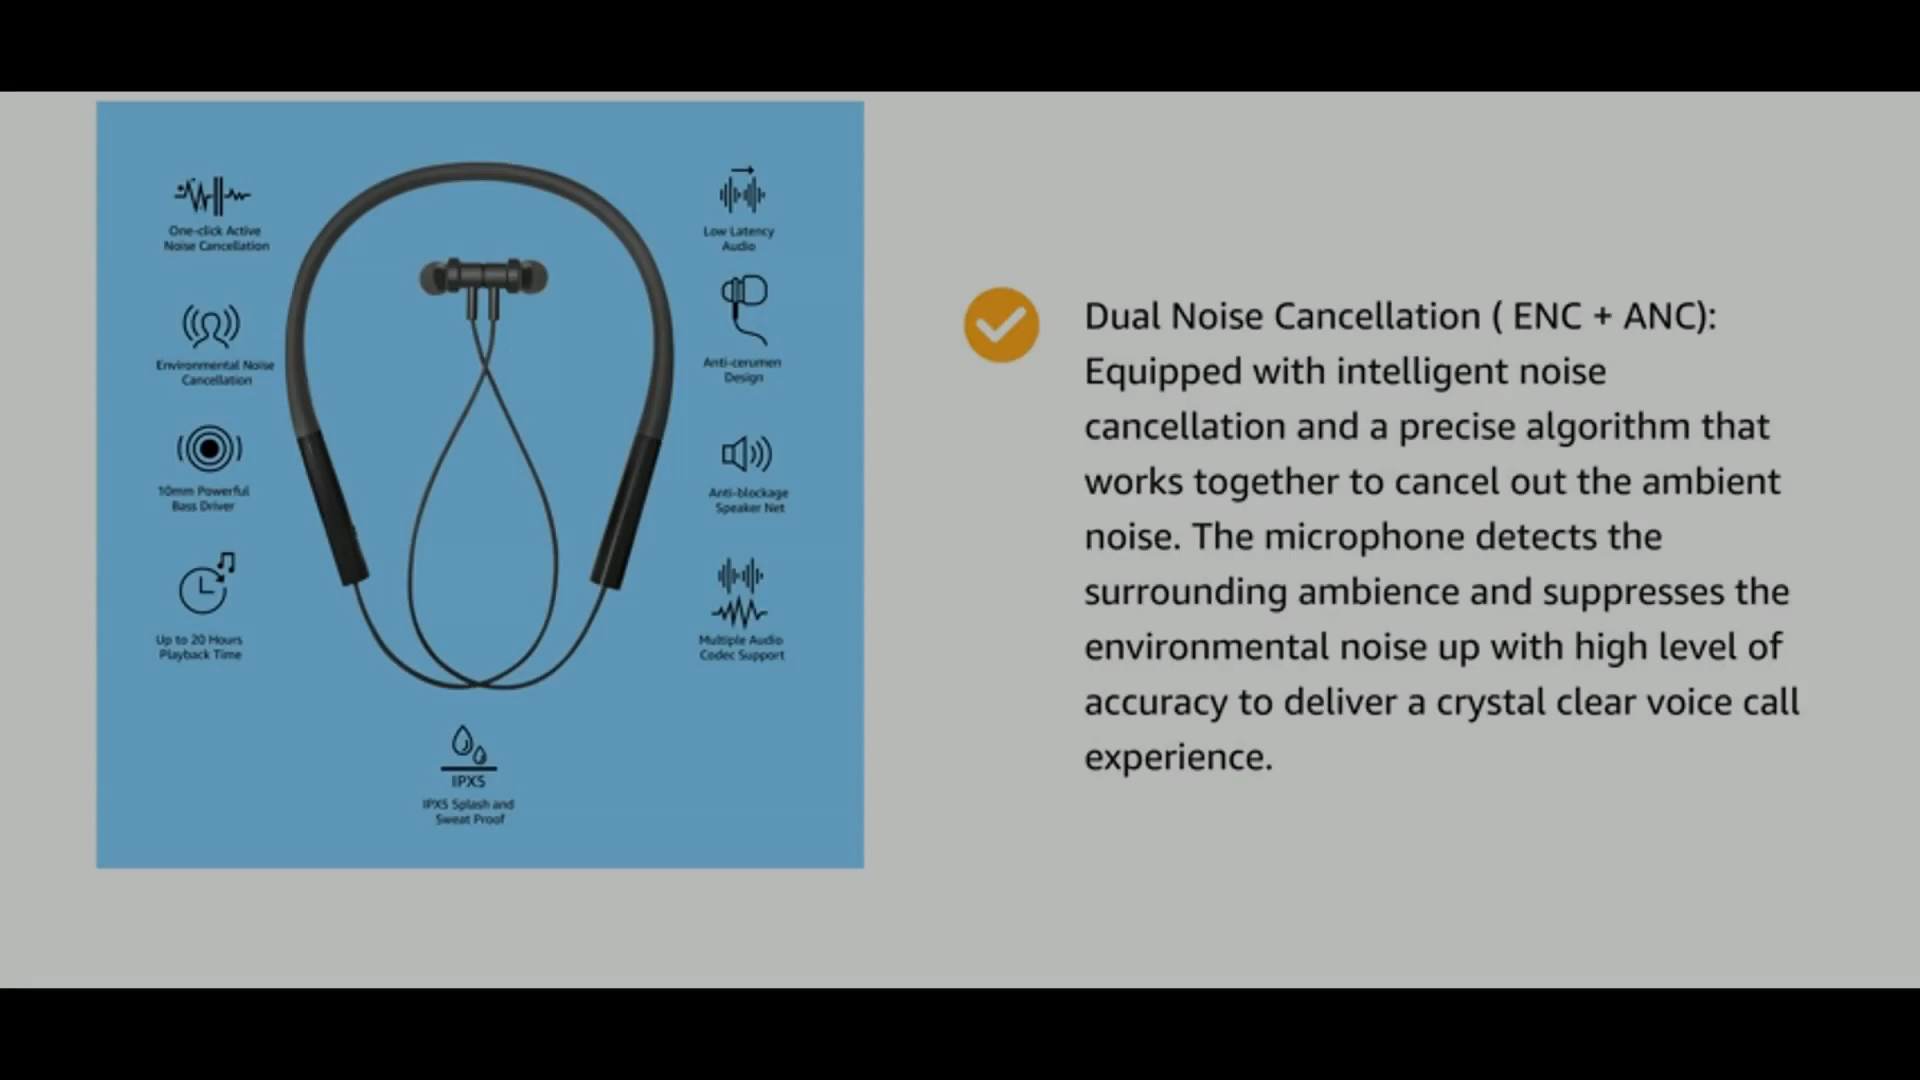 One-click Active
Noise Cancellation
Environmental Noise
Cancellation
10mm Powerful
Bass Driver
Up to 20 Hours
Playback Time
Low Latency
Audio
Anti-cerumen
Design
Anti-blockage
Speaker Net
Multiple Audio
Codec Support
IPX5
IPX5 Splash and
Sweat Proof
Dual Noise Cancellation ( ENC + ANC):
Equipped with intelligent noise
cancellation and a precise algorithm that
works together to cancel out the ambient
noise. The microphone detects the
surrounding ambience and suppresses the
environmental noise up with high level of
accuracy to deliver a crystal clear voice call
experience.